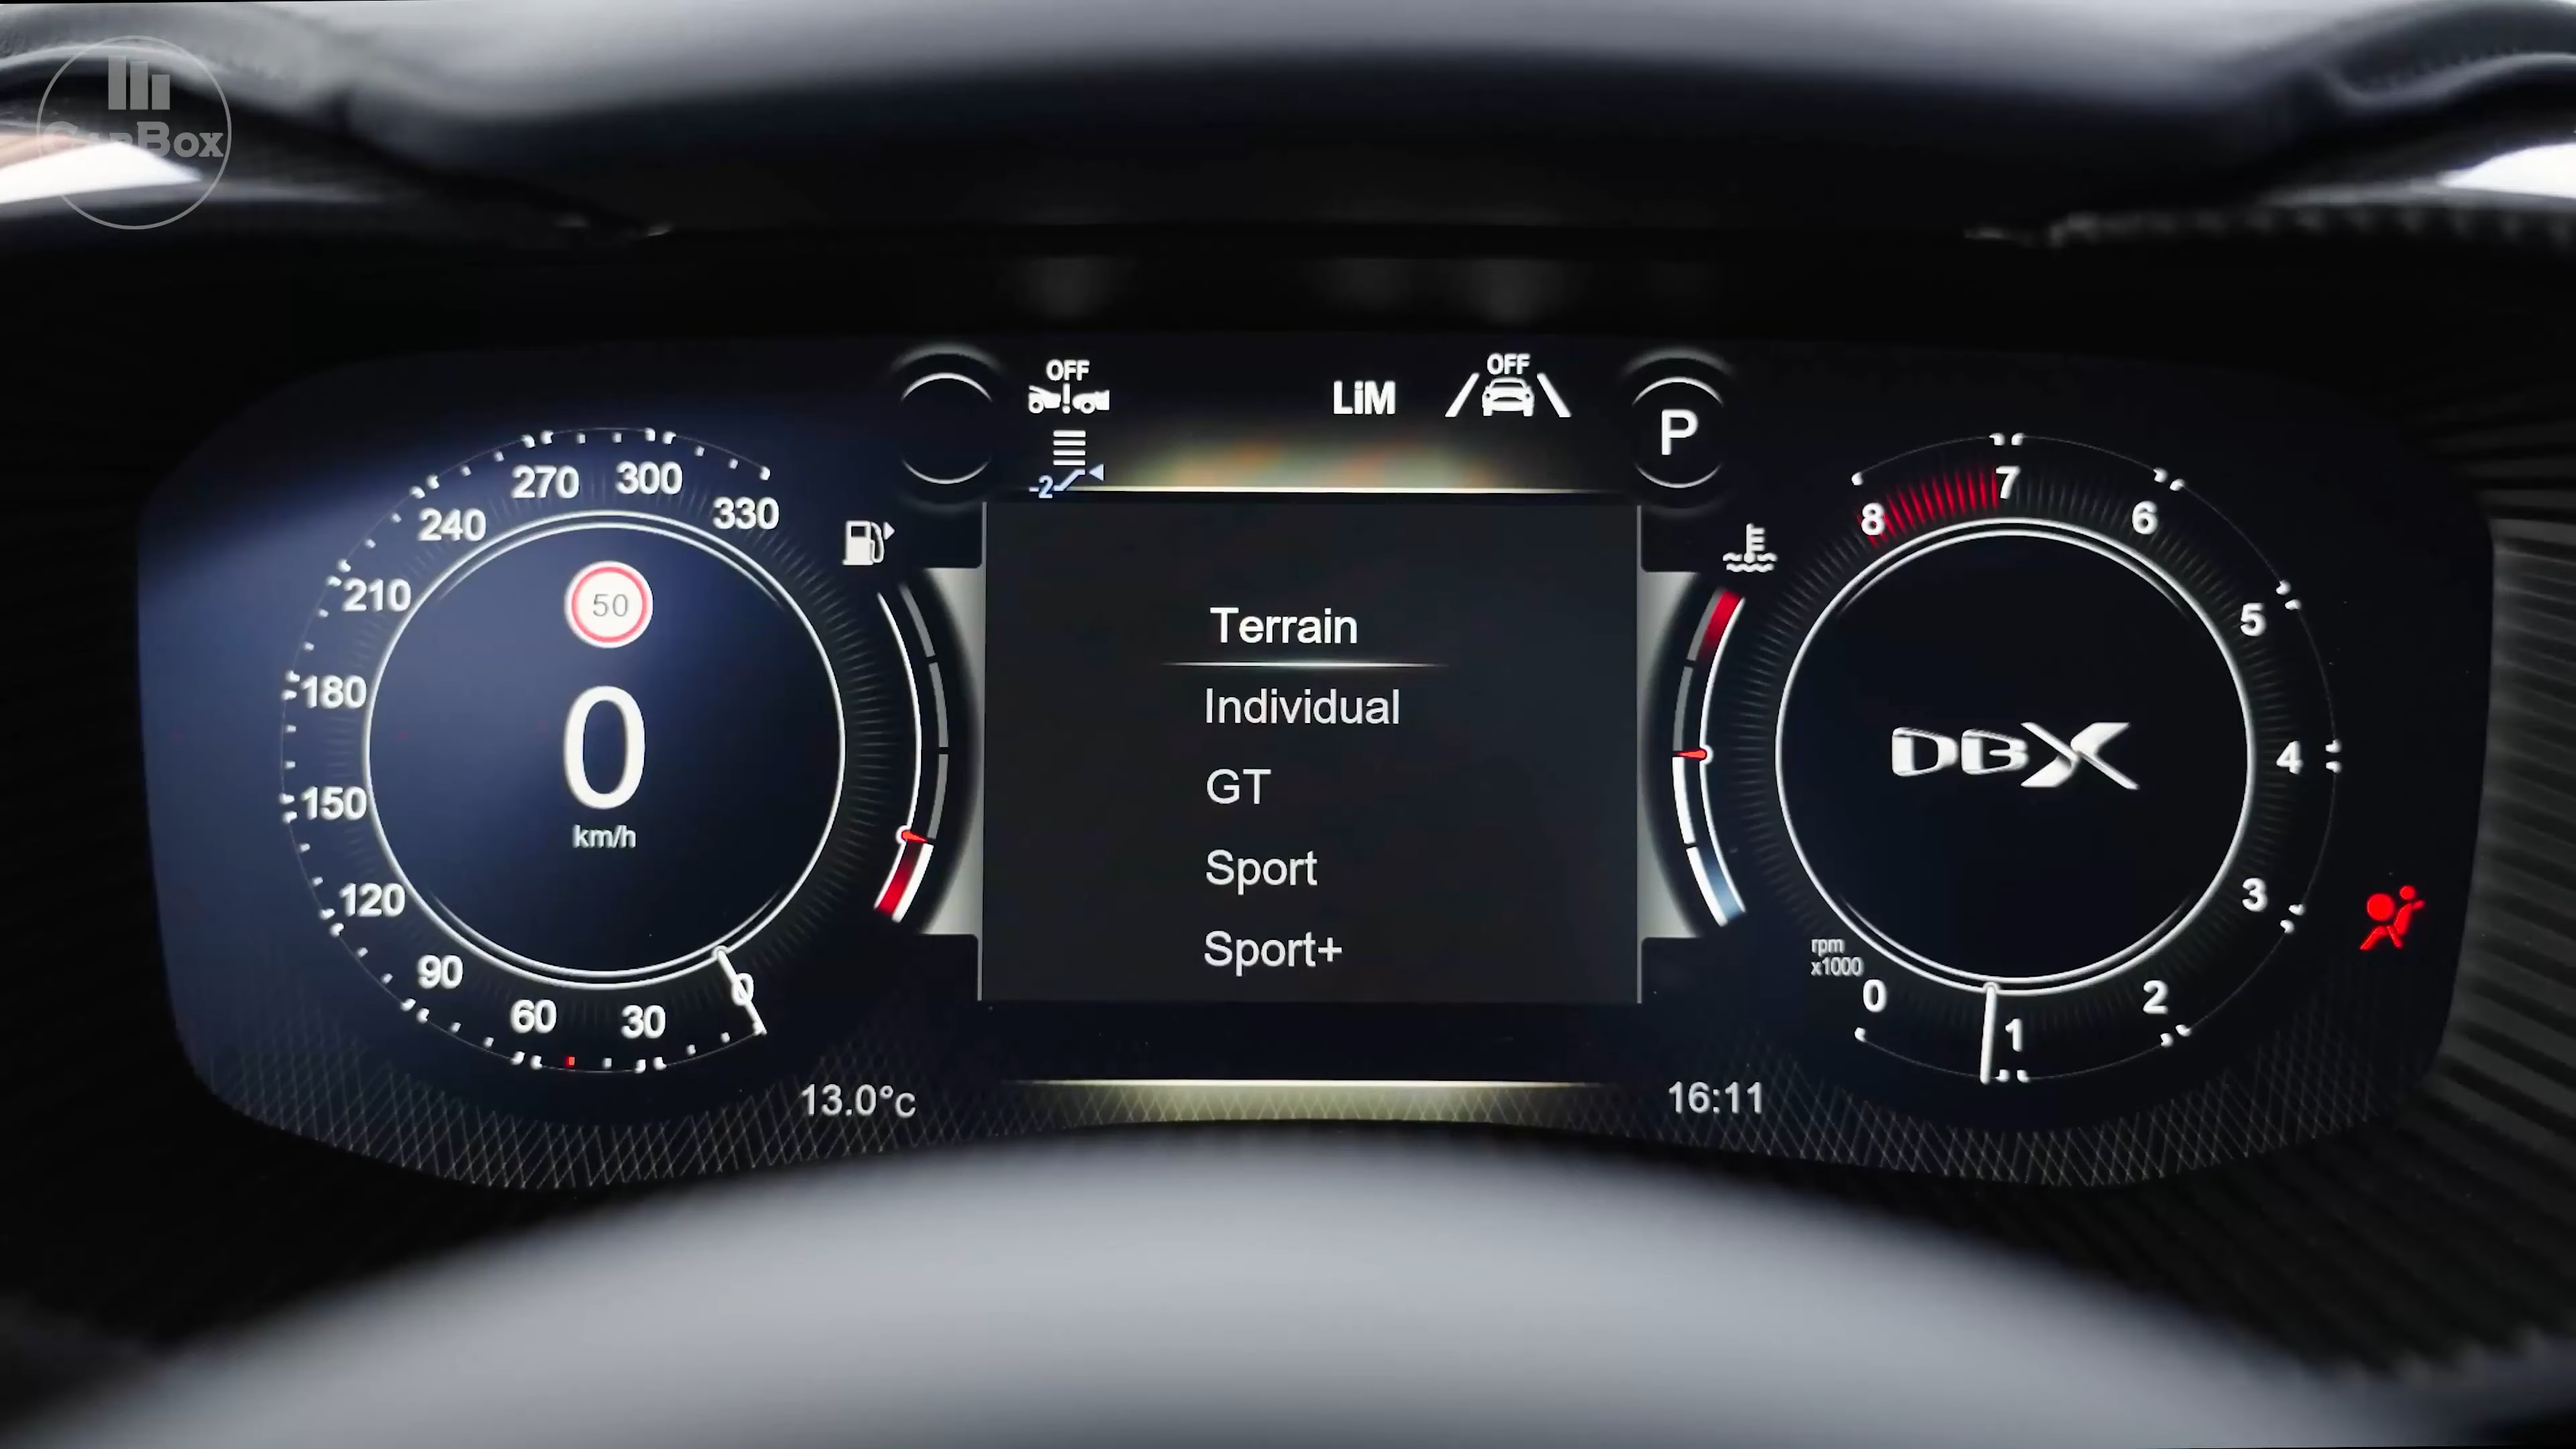 CarBox
OFF
LiM
OFF
P
-2
0
30
60
90
120
150
180
210
240
270
300
330
50
0
km/h
Terrain
Individual
GT
Sport
Sport+
8
7
6
5
4
3
2
1
0
DBX
rpm
x1000
13.0°c
16:11